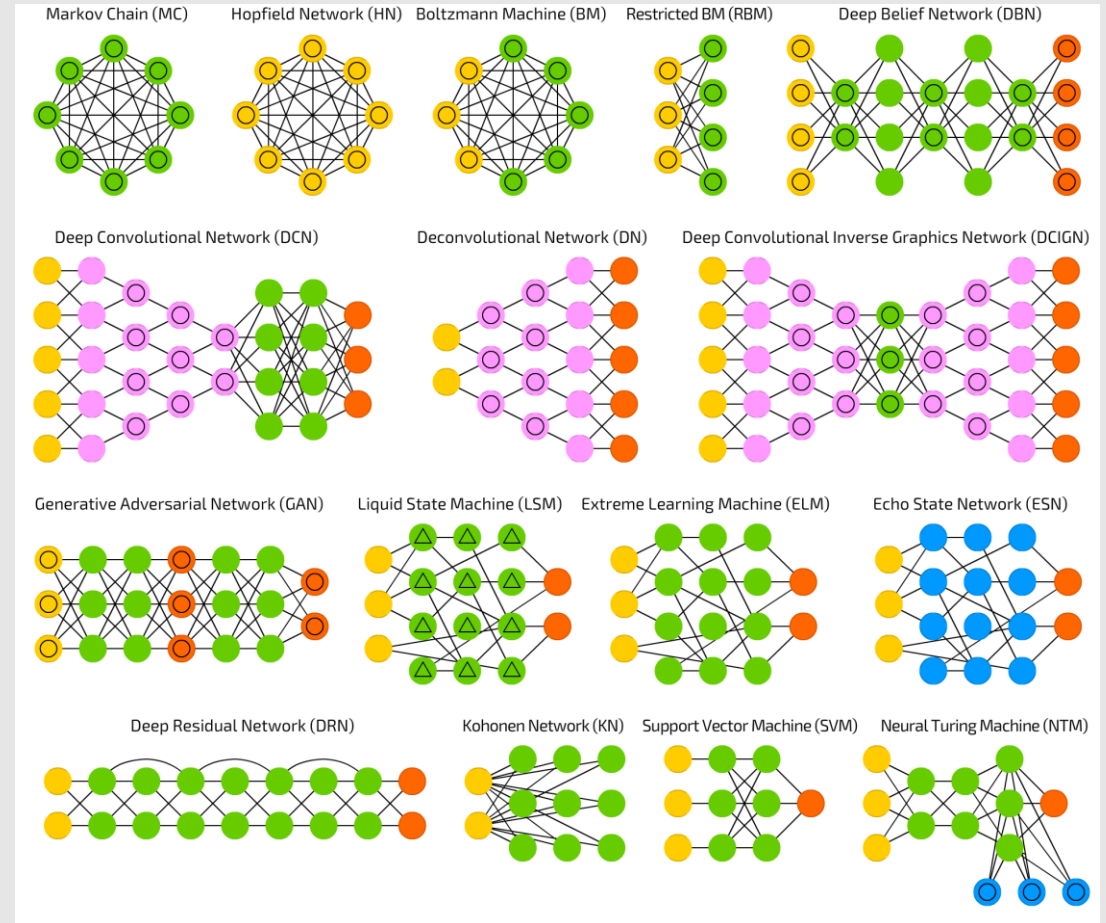 Markov Chain (MC)
Hopfield Network (HN)
Boltzmann Machine (BM)
Restricted BM (RBM)
Deep Belief Network (DBN)
Deep Convolutional Network (DCN)
Deconvolutional Network (DN)
Deep Convolutional Inverse Graphics Network (DCIGN)
Generative Adversarial Network (GAN)
Liquid State Machine (LSM)
Extreme Learning Machine (ELM)
Echo State Network (ESN)
Deep Residual Network (DRN)
Kohonen Network (KN)
Support Vector Machine (SVM)
Neural Turing Machine (NTM)